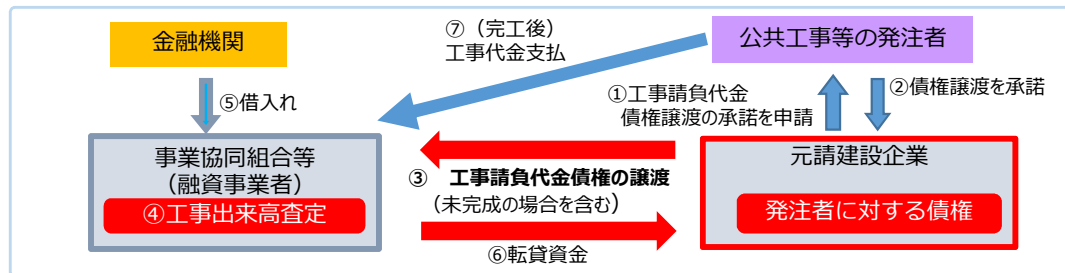 金融機関
⑦（完工後）
工事代金支払
公共工事等の発注者
⑤借入れ
①工事請負代金
債権譲渡の承諾を申請
②債権譲渡を承諾
事業協同組合等
（融資事業者）
④工事出来高査定
③　工事請負代金債権の譲渡
（未完成の場合を含む）
⑥転貸資金
元請建設企業
発注者に対する債権